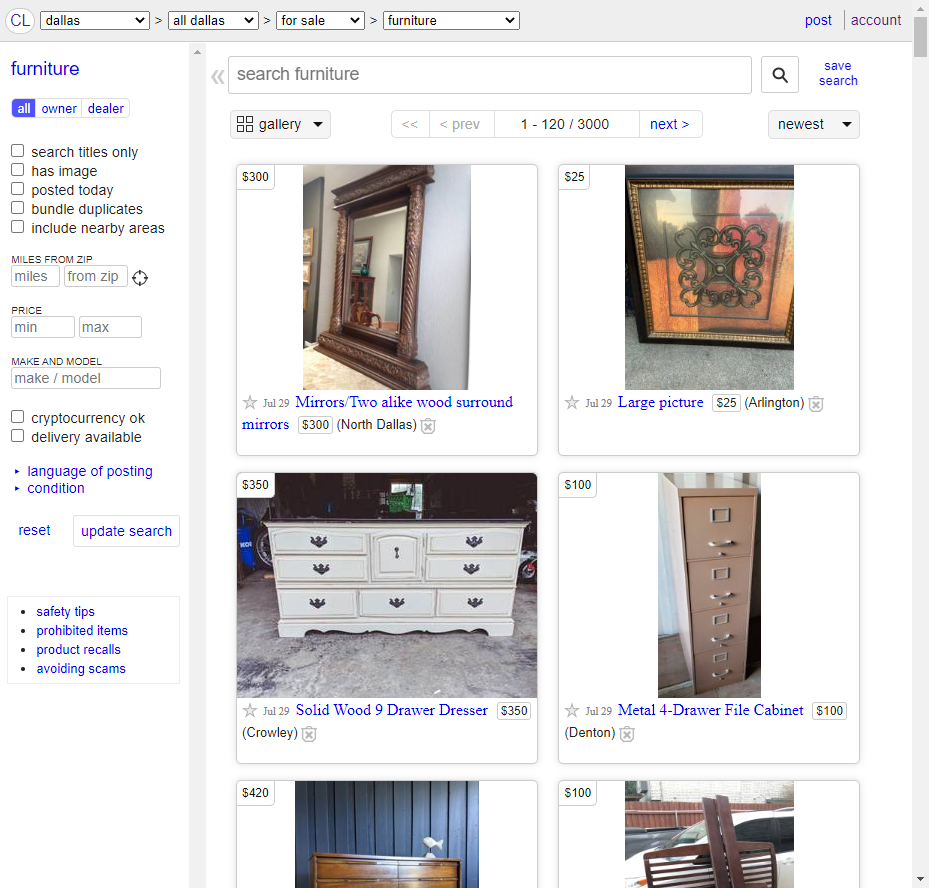 CL dallas > all dallas > for sale > furniture post account
furniture
all owner dealer
search titles only
has image
posted today
bundle duplicates
include nearby areas
MILES FROM ZIP
miles from zip
PRICE
min max
MAKE AND MODEL
make / model
cryptocurrency ok
delivery available
language of posting
condition
reset update search
safety tips
prohibited items
product recalls
avoiding scams
« search furniture save
search
gallery << < prev 1 - 120 / 3000 next > newest
$300
Jul 29 Mirrors/Two alike wood surround
mirrors $300 (North Dallas)
$25
Jul 29 Large picture $25 (Arlington)
$350
Jul 29 Solid Wood 9 Drawer Dresser $350
(Crowley)
$100
Jul 29 Metal 4-Drawer File Cabinet $100
(Denton)
$420
$100